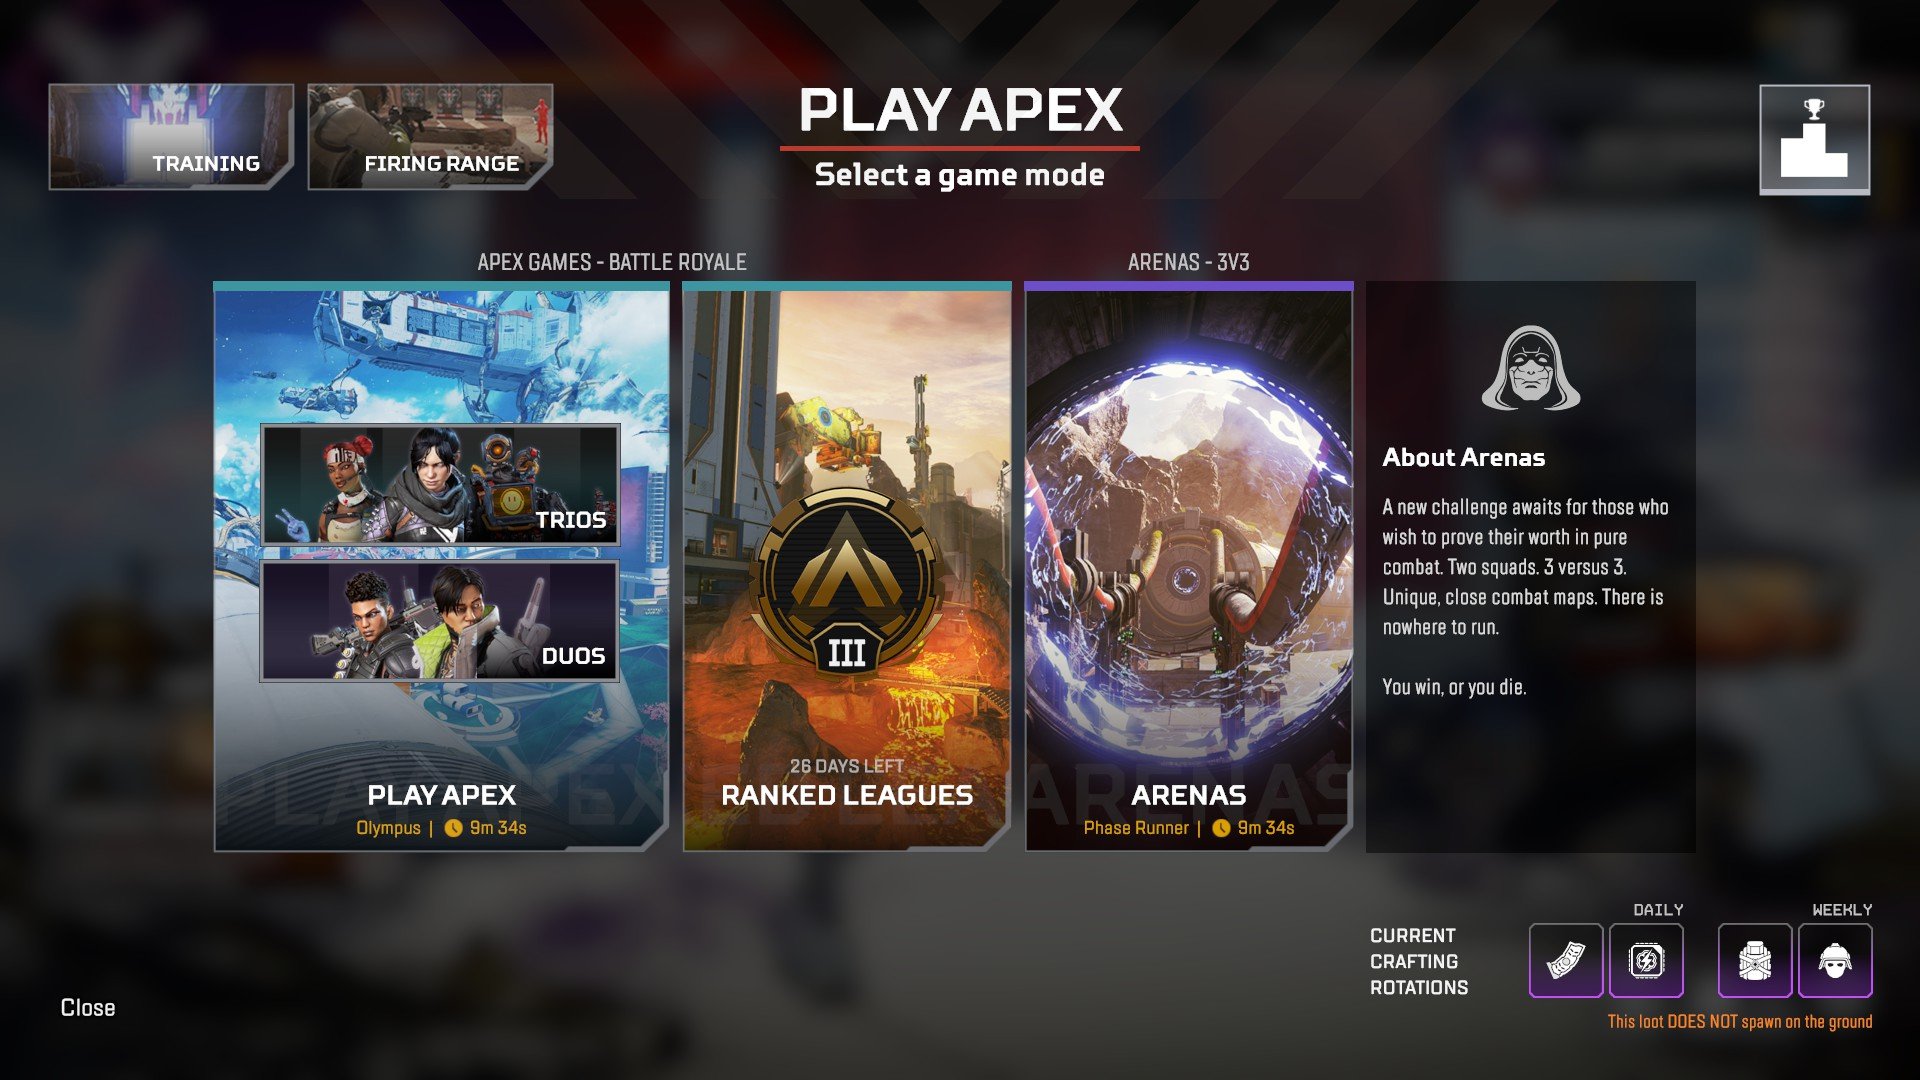 TRAINING
FIRING RANGE
PLAY APEX
Select a game mode
APEX GAMES - BATTLE ROYALE
ARENAS - 3V3
TRIOS
DUOS
PLAY APEX
Olympus | 9m 34s
III
26 DAYS LEFT
RANKED LEAGUES
ARENAS
Phase Runner | 9m 34s
About Arenas
A new challenge awaits for those who
wish to prove their worth in pure
combat. Two squads. 3 versus 3.
Unique, close combat maps. There is
nowhere to run.
You win, or you die.
CURRENT
CRAFTING
ROTATIONS
DAILY
WEEKLY
This loot DOES NOT spawn on the ground
Close